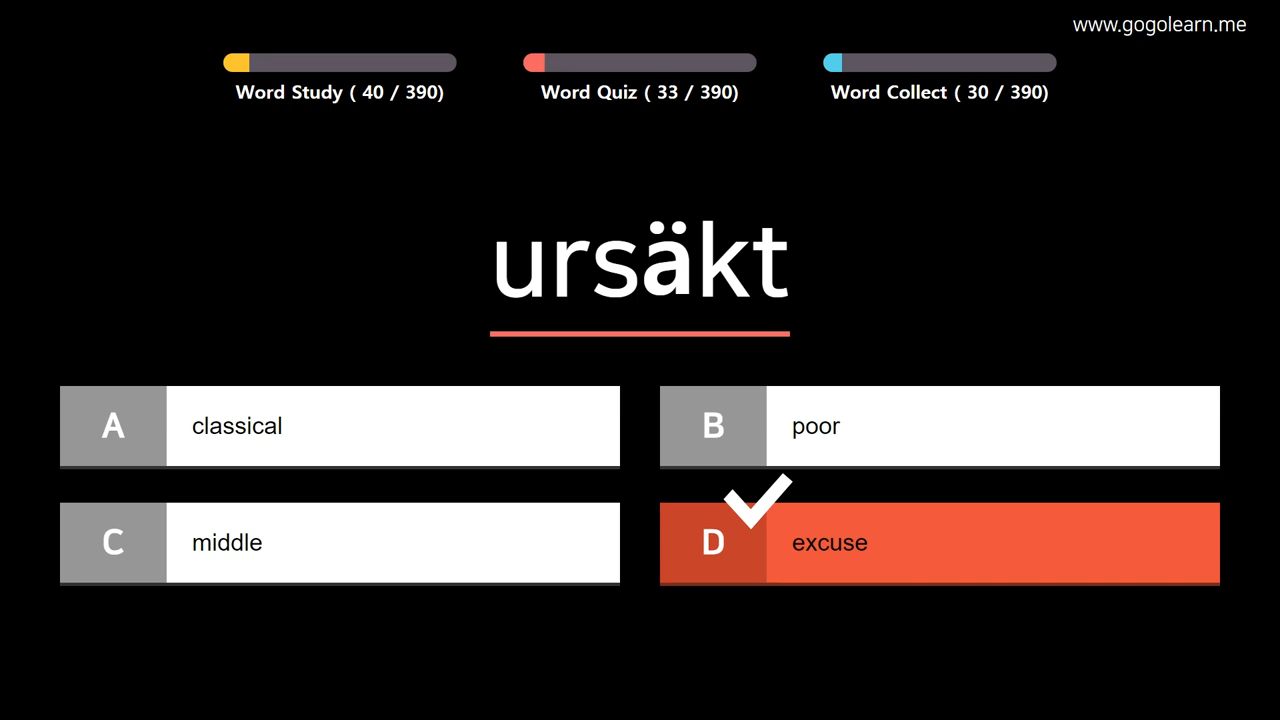 www.gogolearn.me
Word Study ( 40 / 390)
Word Quiz ( 33 / 390)
Word Collect ( 30 / 390)
ursäkt
A classical
B poor
C middle
D excuse